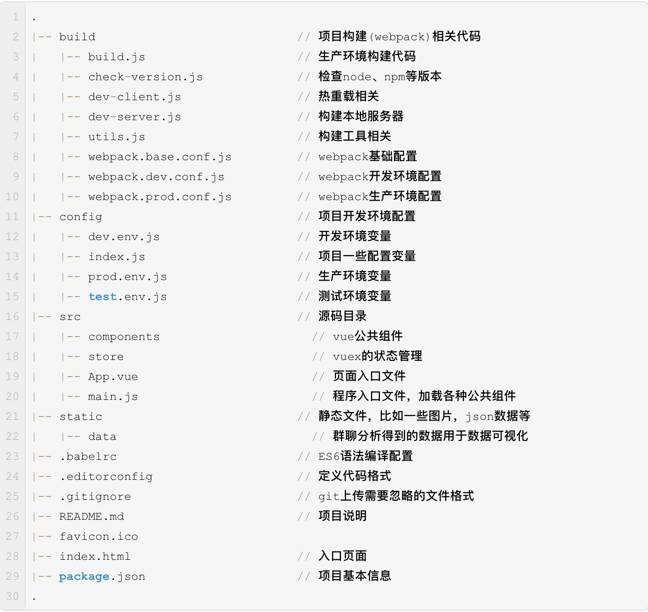 1 .
2 |-- build // 项目构建(webpack)相关代码
3 | |-- build.js // 生产环境构建代码
4 | |-- check-version.js // 检查node、npm等版本
5 | |-- dev-client.js // 热重载相关
6 | |-- dev-server.js // 构建本地服务器
7 | |-- utils.js // 构建工具相关
8 | |-- webpack.base.conf.js // webpack基础配置
9 | |-- webpack.dev.conf.js // webpack开发环境配置
10 | |-- webpack.prod.conf.js // webpack生产环境配置
11 |-- config // 项目开发环境配置
12 | |-- dev.env.js // 开发环境变量
13 | |-- index.js // 项目一些配置变量
14 | |-- prod.env.js // 生产环境变量
15 | |-- test.env.js // 测试环境变量
16 |-- src // 源码目录
17 | |-- components // vue公共组件
18 | |-- store // vuex的状态管理
19 | |-- App.vue // 页面入口文件
20 | |-- main.js // 程序入口文件，加载各种公共组件
21 |-- static // 静态文件，比如一些图片，json数据等
22 | |-- data // 群聊分析得到的数据用于数据可视化
23 |-- .babelrc // ES6语法编译配置
24 |-- .editorconfig // 定义代码格式
25 |-- .gitignore // git上传需要忽略的文件格式
26 |-- README.md // 项目说明
27 |-- favicon.ico
28 |-- index.html // 入口页面
29 |-- package.json // 项目基本信息
30 .